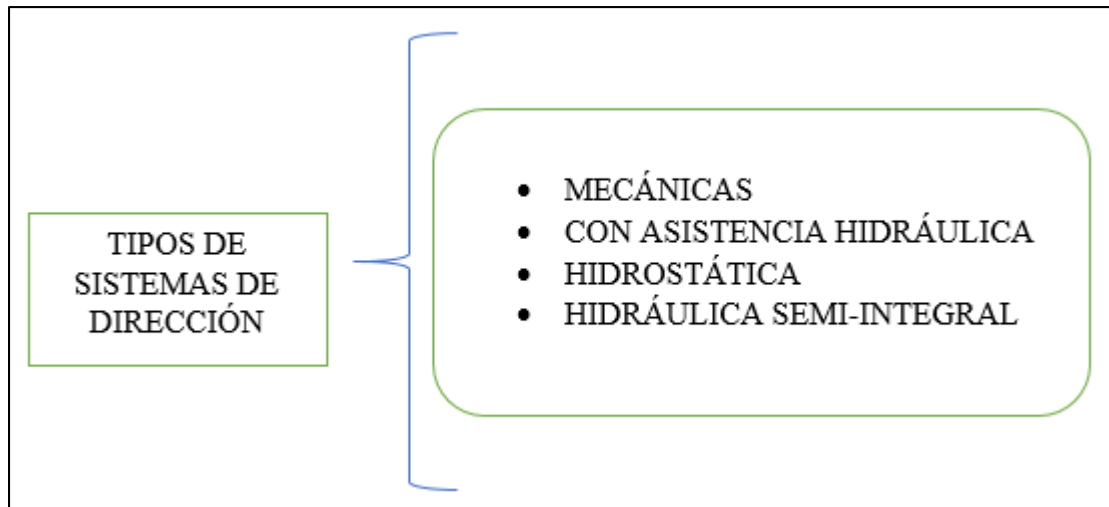 TIPOS DE
SISTEMAS DE
DIRECCIÓN
• MECÁNICAS
• CON ASISTENCIA HIDRÁULICA
• HIDROSTÁTICA
• HIDRÁULICA SEMI-INTEGRAL